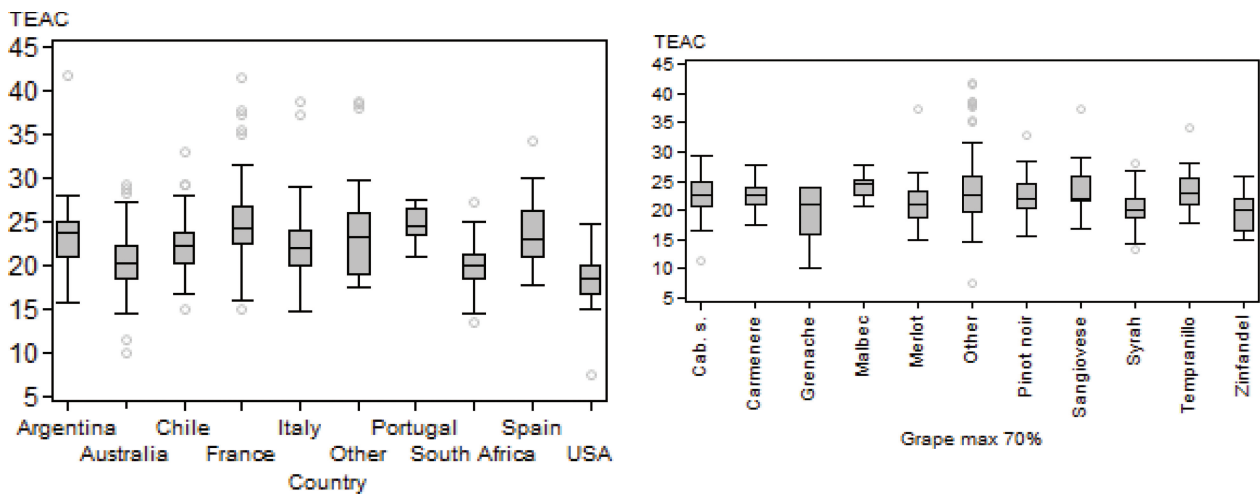 TEAC
45
40
35
30
25
20
15
10
5
Argentina Chile Italy Portugal Spain
Australia France Other South Africa USA
Country
TEAC
45
40
35
30
25
20
15
10
5
Cab. s.
Carmenere
Grenache
Malbec
Merlot
Other
Pinot noir
Sangiovese
Syrah
Tempranillo
Zinfandel
Grape max 70%